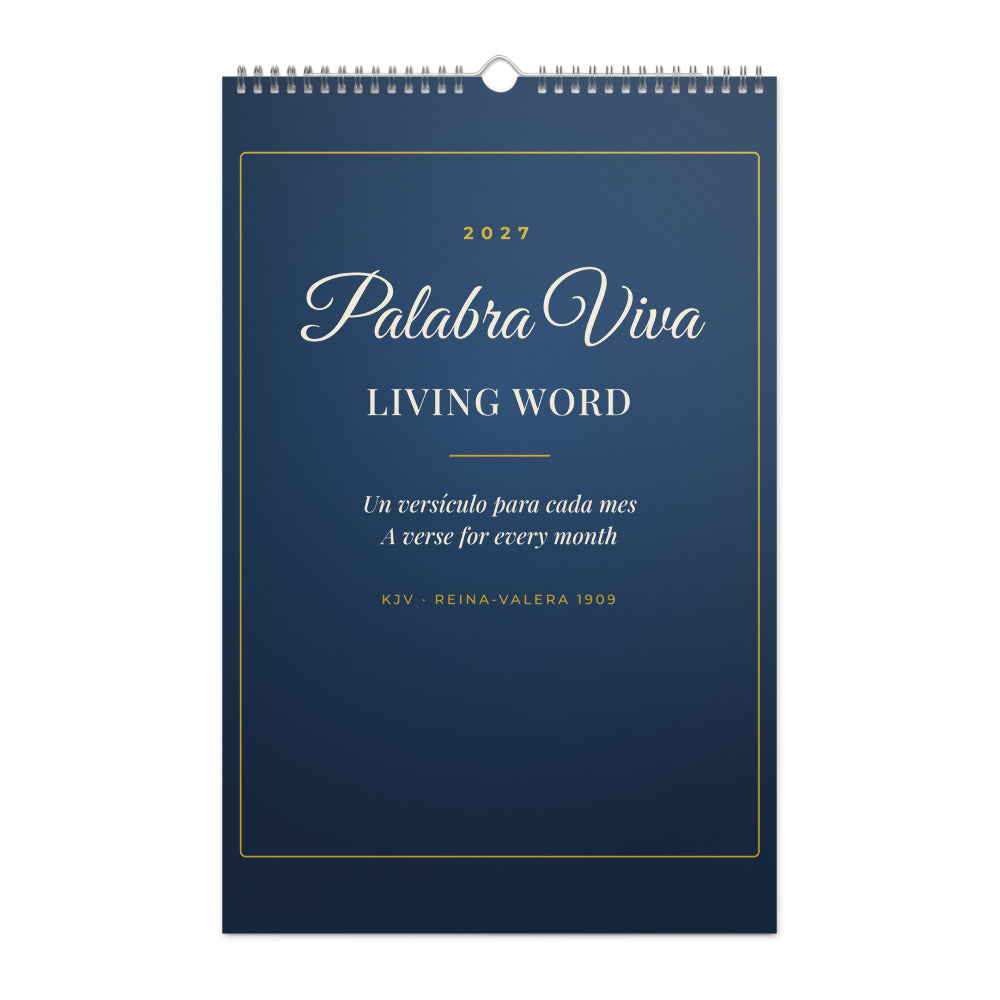 2027
Palabra Viva
LIVING WORD
Un versículo para cada mes
A verse for every month
KJV · REINA-VALERA 1909